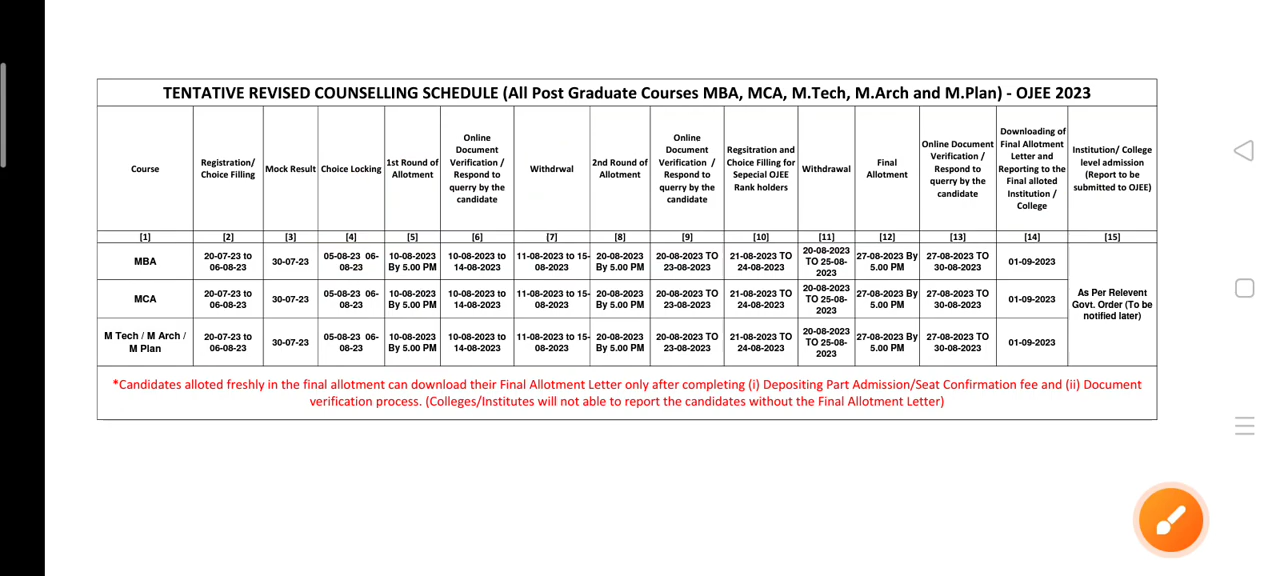 TENTATIVE REVISED COUNSELLING SCHEDULE (All Post Graduate Courses MBA, MCA, M.Tech, M.Arch and M.Plan) - OJEE 2023
Course
Registration/
Choice Filling
Mock Result
Choice Locking
1st Round of
Allotment
Online
Document
Verification /
Respond to
querry by the
candidate
Withdrwal
2nd Round of
Allotment
Online
Document
Verification /
Respond to
querry by the
candidate
Regsitration and
Choice Filling for
Sepecial OJEE
Rank holders
Withdrawal
Final
Allotment
Online Document
Verification /
Respond to
querry by the
candidate
Downloading of
Final Allotment
Letter and
Reporting to the
Final alloted
Institution /
College
Institution/ College
level admission
(Report to be
submitted to OJEE)
[1] [2] [3] [4] [5] [6] [7] [8] [9] [10] [11] [12] [13] [14] [15]
MBA
20-07-23 to
06-08-23
30-07-23
05-08-23 06-
08-23
10-08-2023
By 5.00 PM
10-08-2023 to
14-08-2023
11-08-2023 to 15-
08-2023
20-08-2023
By 5.00 PM
20-08-2023 TO
23-08-2023
21-08-2023 TO
24-08-2023
20-08-2023
TO 25-08-
2023
27-08-2023 By
5.00 PM
27-08-2023 TO
30-08-2023
01-09-2023
MCA
20-07-23 to
06-08-23
30-07-23
05-08-23 06-
08-23
10-08-2023
By 5.00 PM
10-08-2023 to
14-08-2023
11-08-2023 to 15-
08-2023
20-08-2023
By 5.00 PM
20-08-2023 TO
23-08-2023
21-08-2023 TO
24-08-2023
20-08-2023
TO 25-08-
2023
27-08-2023 By
5.00 PM
27-08-2023 TO
30-08-2023
01-09-2023
As Per Relevent
Govt. Order (To be
notified later)
M Tech / M Arch /
M Plan
20-07-23 to
06-08-23
30-07-23
05-08-23 06-
08-23
10-08-2023
By 5.00 PM
10-08-2023 to
14-08-2023
11-08-2023 to 15-
08-2023
20-08-2023
By 5.00 PM
20-08-2023 TO
23-08-2023
21-08-2023 TO
24-08-2023
20-08-2023
TO 25-08-
2023
27-08-2023 By
5.00 PM
27-08-2023 TO
30-08-2023
01-09-2023
*Candidates alloted freshly in the final allotment can download their Final Allotment Letter only after completing (i) Depositing Part Admission/Seat Confirmation fee and (ii) Document
verification process. (Colleges/Institutes will not able to report the candidates without the Final Allotment Letter)